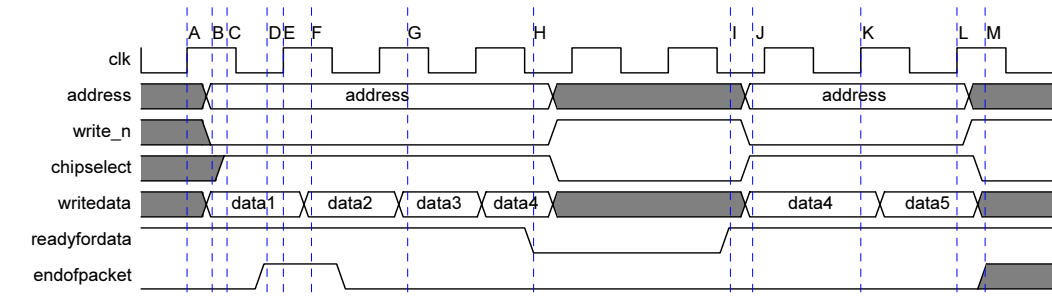 A B C D E F G H I J K L M
clk
address address address
write_n
chipselect
writedata data1 data2 data3 data4 data4 data5
readyfordata
endofpacket